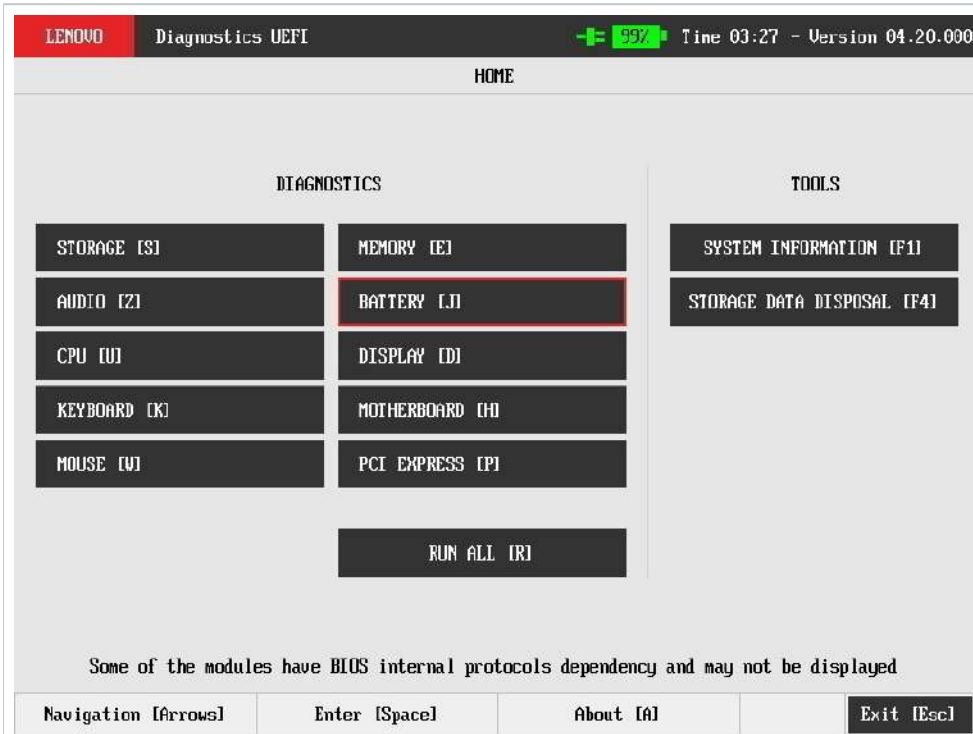 LENOVO Diagnostics UEFI 99% Time 03:27 - Version 04.20.000
HOME
DIAGNOSTICS TOOLS
STORAGE [S] MEMORY [E] SYSTEM INFORMATION [F1]
AUDIO [Z] BATTERY [J] STORAGE DATA DISPOSAL [F4]
CPU [U] DISPLAY [D]
KEYBOARD [K] MOTHERBOARD [H]
MOUSE [W] PCI EXPRESS [P]
RUN ALL [R]
Some of the modules have BIOS internal protocols dependency and may not be displayed
Navigation [Arrows] Enter [Space] About [A] Exit [Esc]